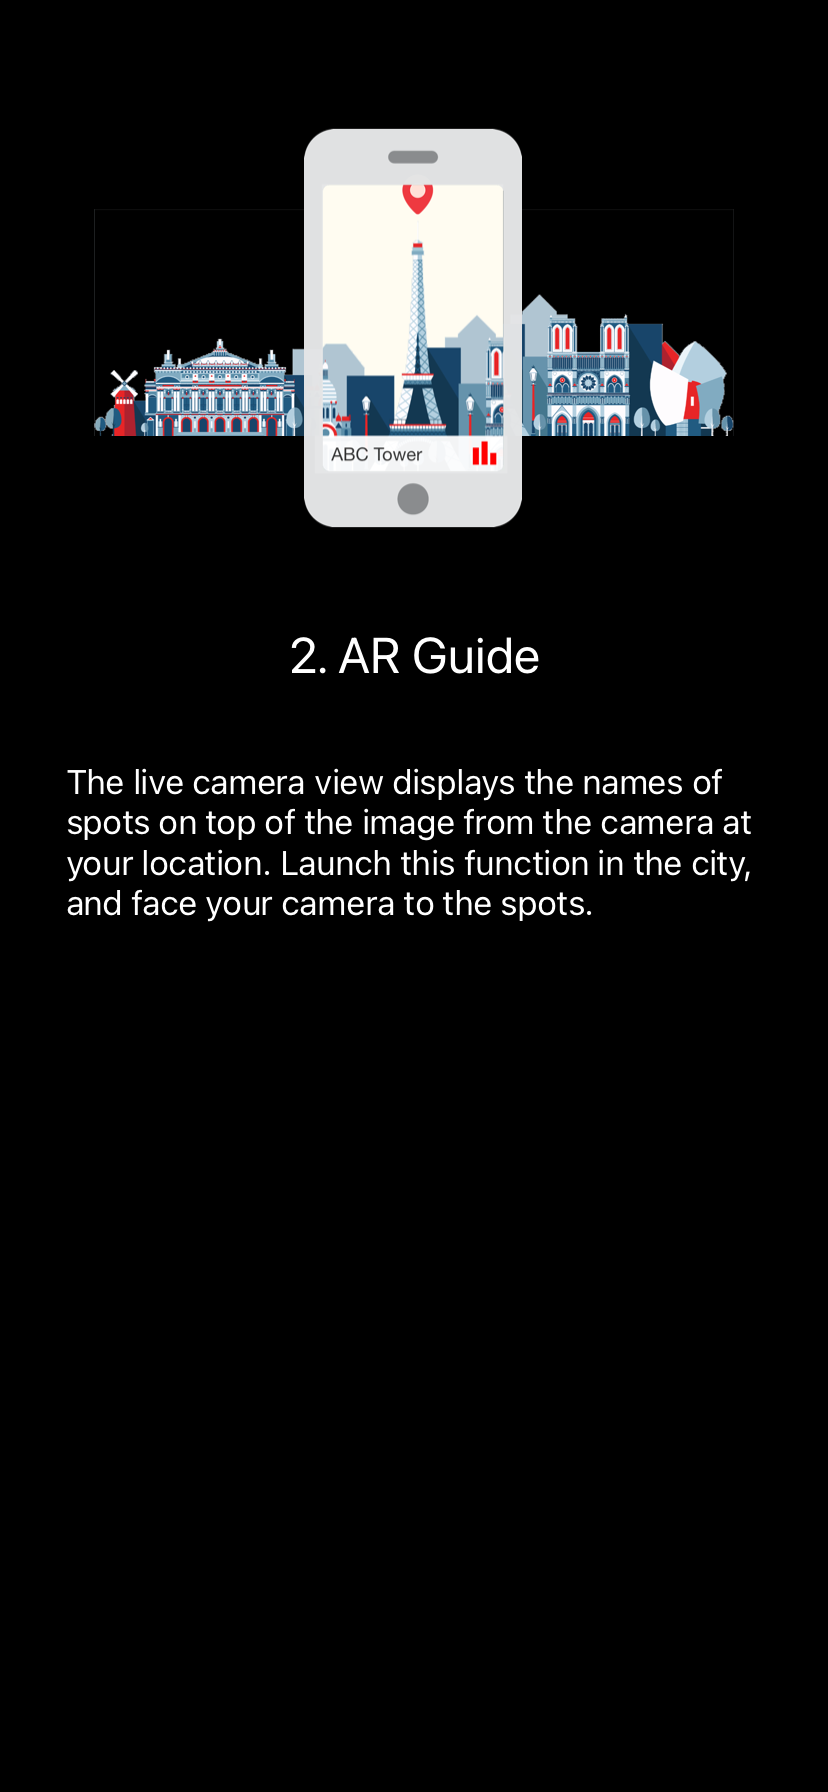 ABC Tower
2. AR Guide
The live camera view displays the names of
spots on top of the image from the camera at
your location. Launch this function in the city,
and face your camera to the spots.